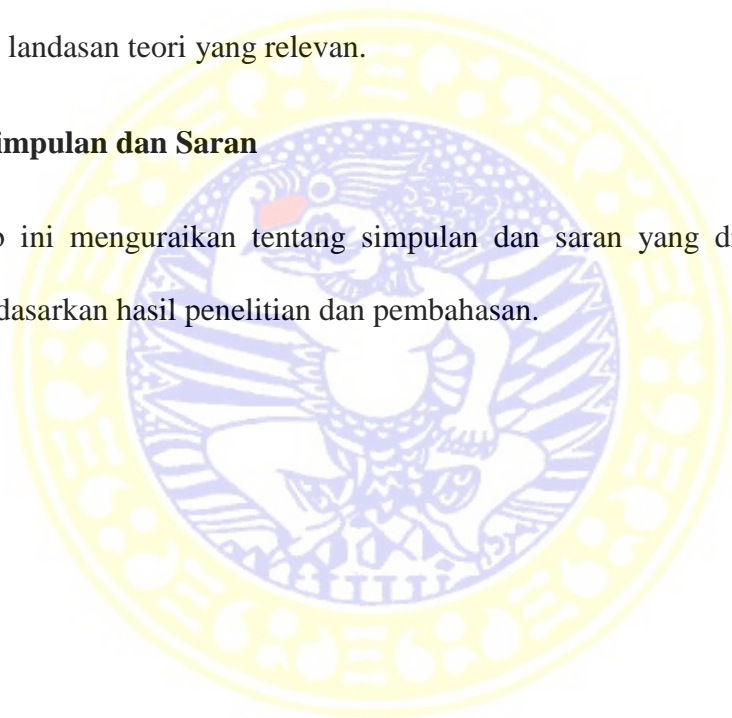 landasan teori yang relevan.
impulan dan Saran
ini menguraikan tentang simpulan dan saran yang d
dasarkan hasil penelitian dan pembahasan.